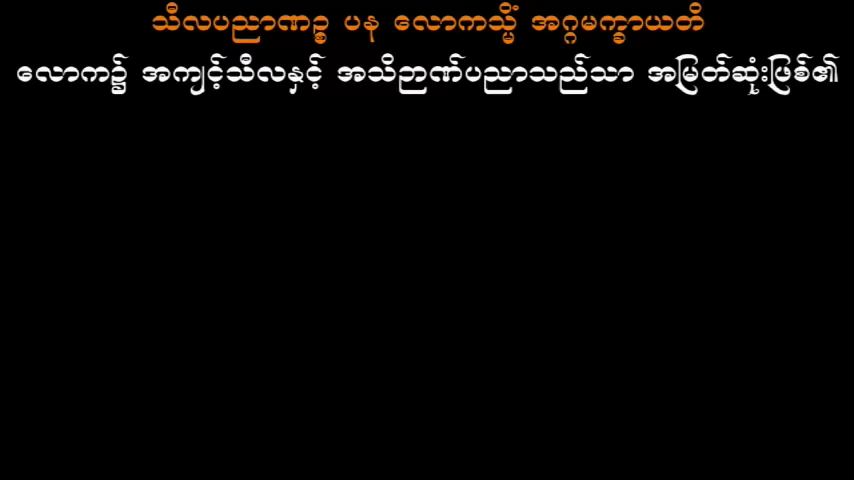 သီလပညာဏဉ္စ ပန လောကသ္မိံ အဂ္ဂမက္ခာယတိ
လောက၌ အကျင့်သီလနှင့် အသိဉာဏ်ပညာသည်သာ အမြတ်ဆုံးဖြစ်၏